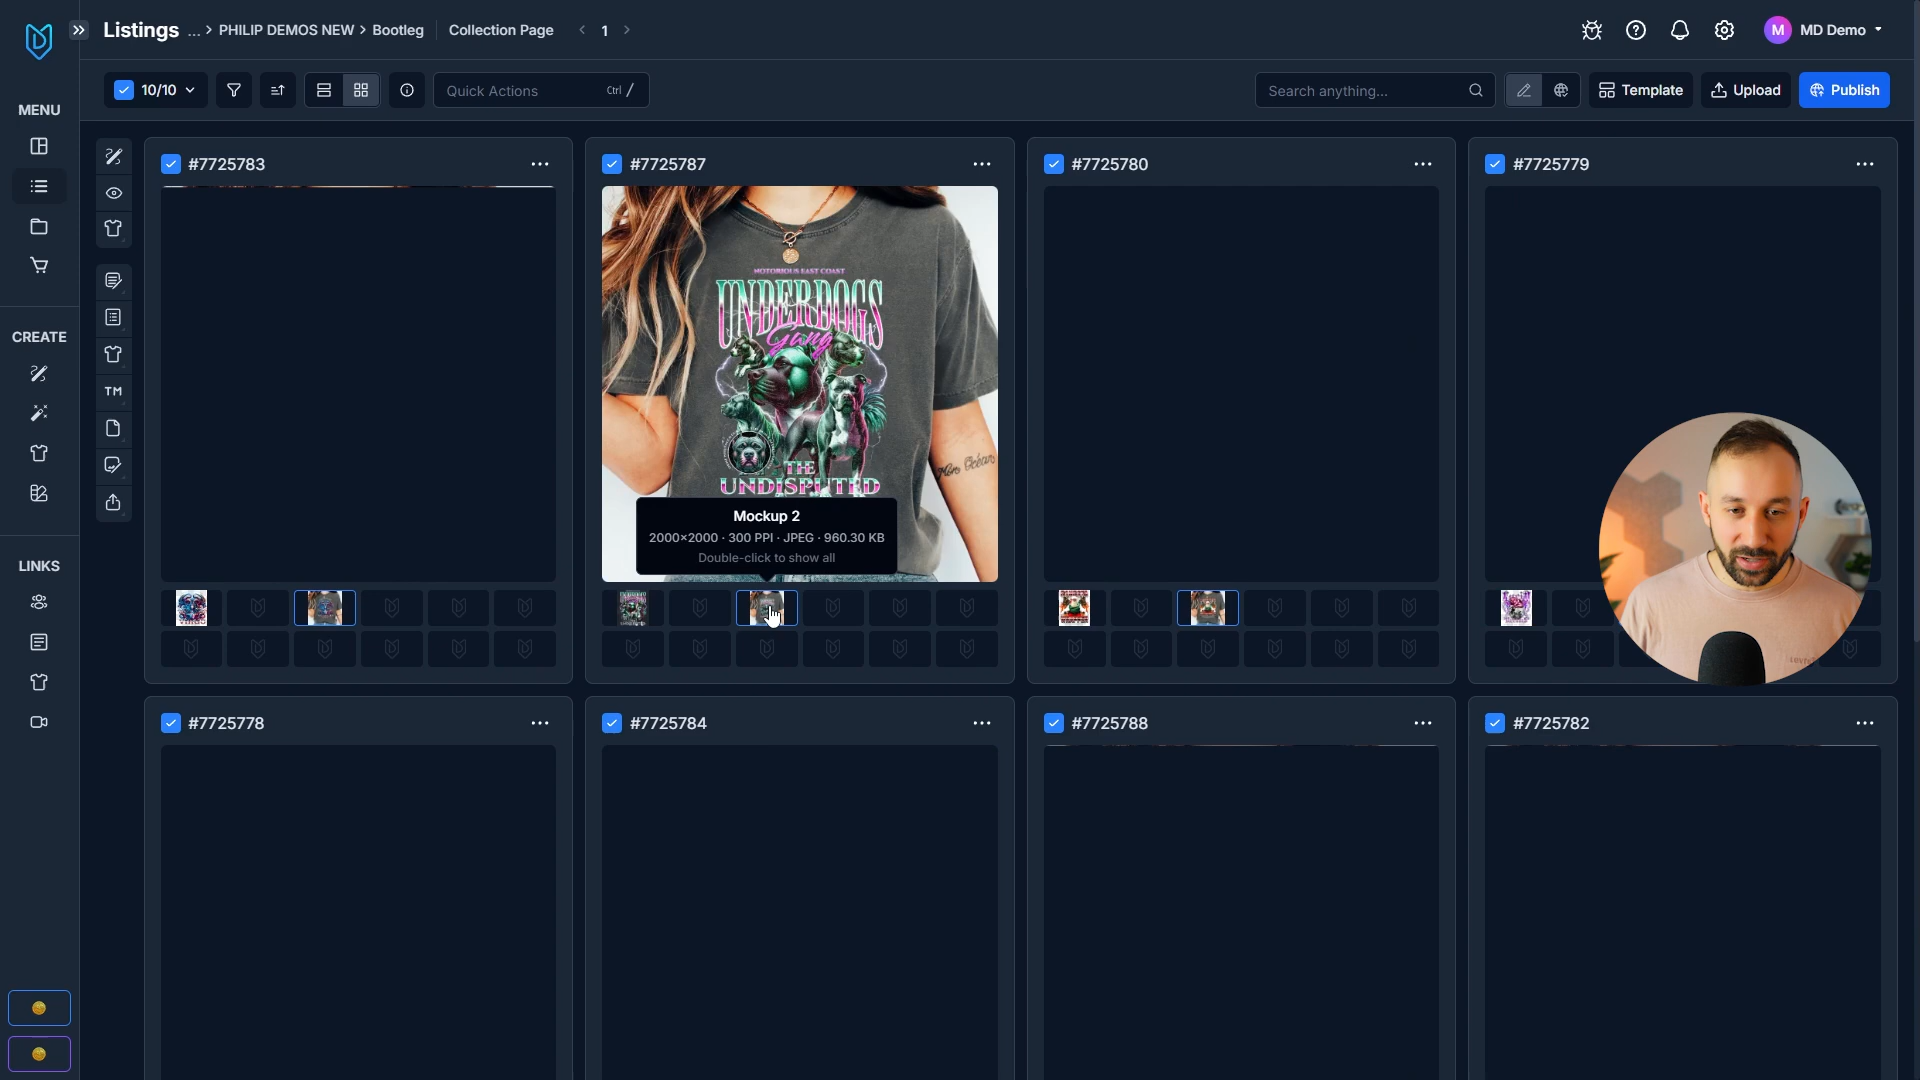 Listings ... > PHILIP DEMOS NEW > Bootleg Collection Page < 1 >
M MD Demo
10/10
Quick Actions Ctrl /
Search anything...
Template
Upload
Publish
MENU
CREATE
LINKS
TM
#7725783
#7725787
#7725780
#7725779
MOTORIOUS EAST COAST
UNDERDOGS
Gang
THE
UNDISPUTED
Mon Océan
Mockup 2
2000×2000 · 300 PPI · JPEG · 960.30 KB
Double-click to show all
#7725778
#7725784
#7725788
#7725782